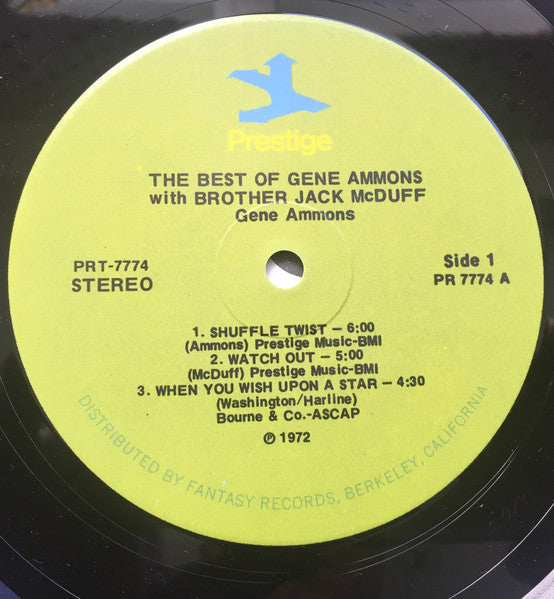 Prestige
THE BEST OF GENE AMMONS
with BROTHER JACK McDUFF
Gene Ammons
PRT-7774
STEREO
Side 1
PR 7774 A
1. SHUFFLE TWIST – 6:00
(Ammons) Prestige Music-BMI
2. WATCH OUT – 5:00
(McDuff) Prestige Music-BMI
3. WHEN YOU WISH UPON A STAR – 4:30
(Washington/Harline)
Bourne & Co.-ASCAP
℗ 1972
DISTRIBUTED BY FANTASY RECORDS, BERKELEY, CALIFORNIA